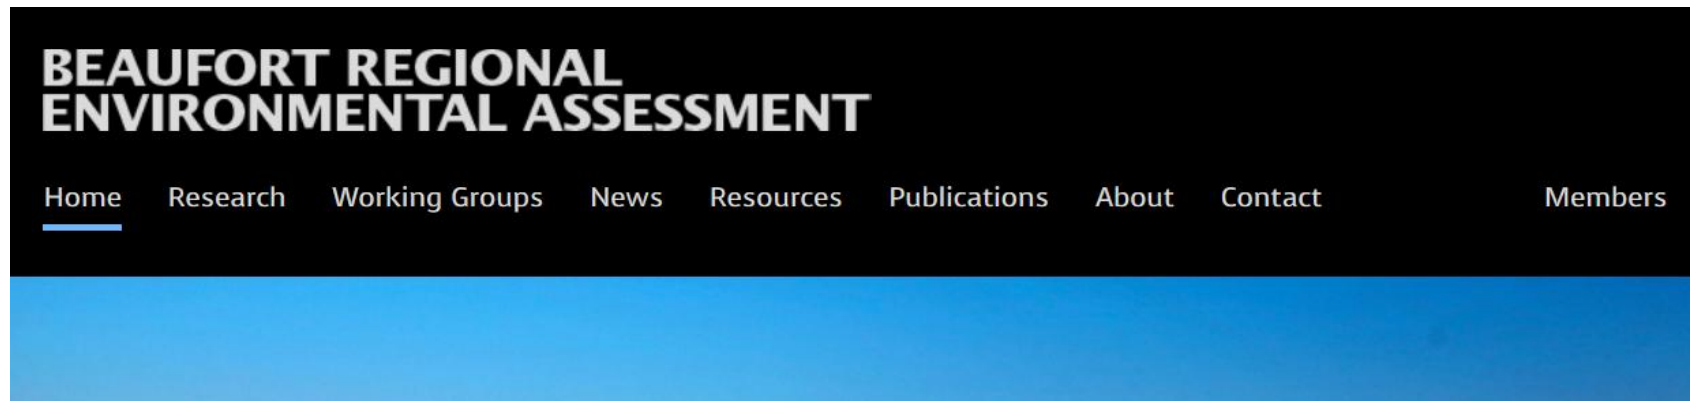 BEAUFORT REGIONAL
ENVIRONMENTAL ASSESSMENT
Home Research Working Groups News Resources Publications About Contact Members